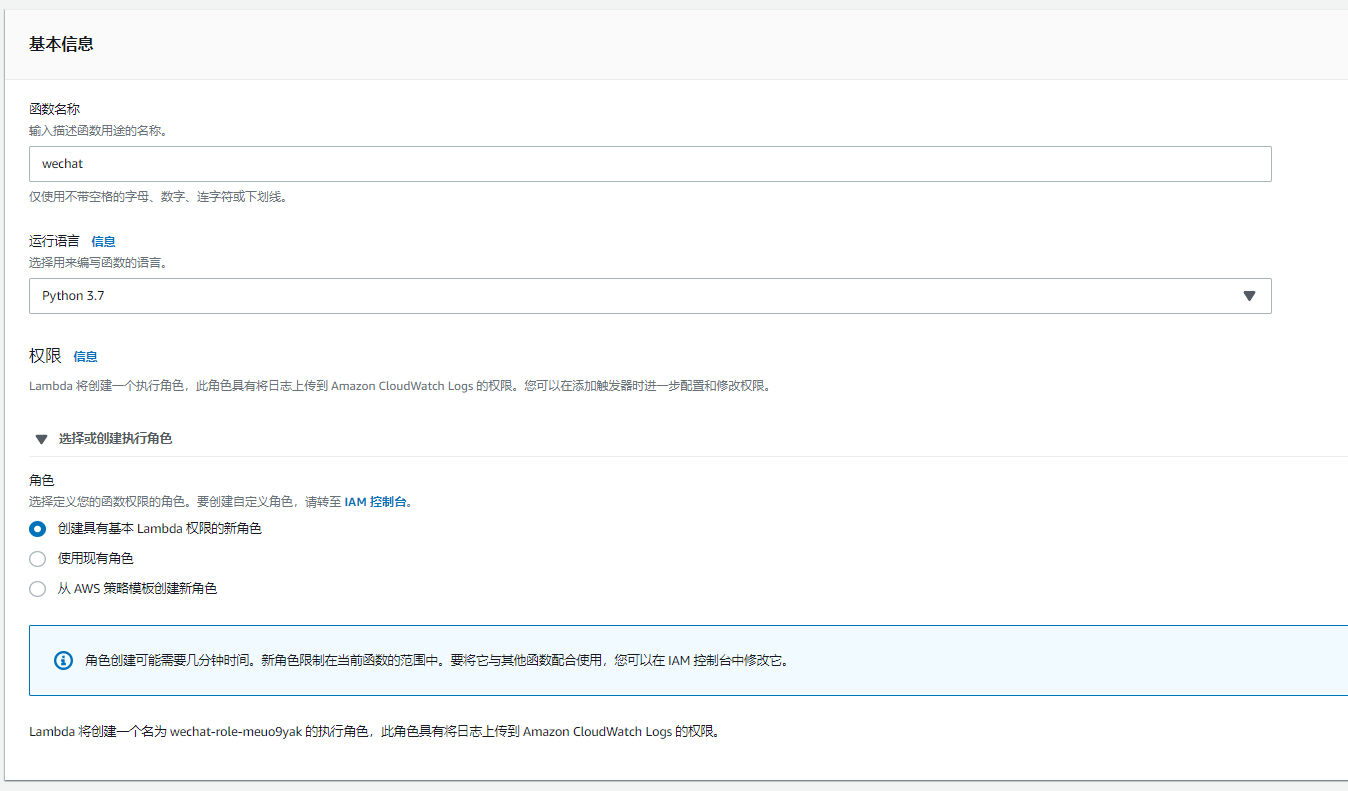 基本信息
函数名称
输入描述函数用途的名称。
wechat
仅使用不带空格的字母、数字、连字符或下划线。
运行语言 信息
选择用来编写函数的语言。
Python 3.7
权限 信息
Lambda 将创建一个执行角色，此角色具有将日志上传到 Amazon CloudWatch Logs 的权限。您可以在添加触发器时进一步配置和修改权限。
选择或创建执行角色
角色
选择定义您的函数权限的角色。要创建自定义角色，请转至 IAM 控制台。
创建具有基本 Lambda 权限的新角色
使用现有角色
从 AWS 策略模板创建新角色
角色创建可能需要几分钟时间。新角色限制在当前函数的范围中。要将它与其他函数配合使用，您可以在 IAM 控制台中修改它。
Lambda 将创建一个名为 wechat-role-meuo9yak 的执行角色，此角色具有将日志上传到 Amazon CloudWatch Logs 的权限。